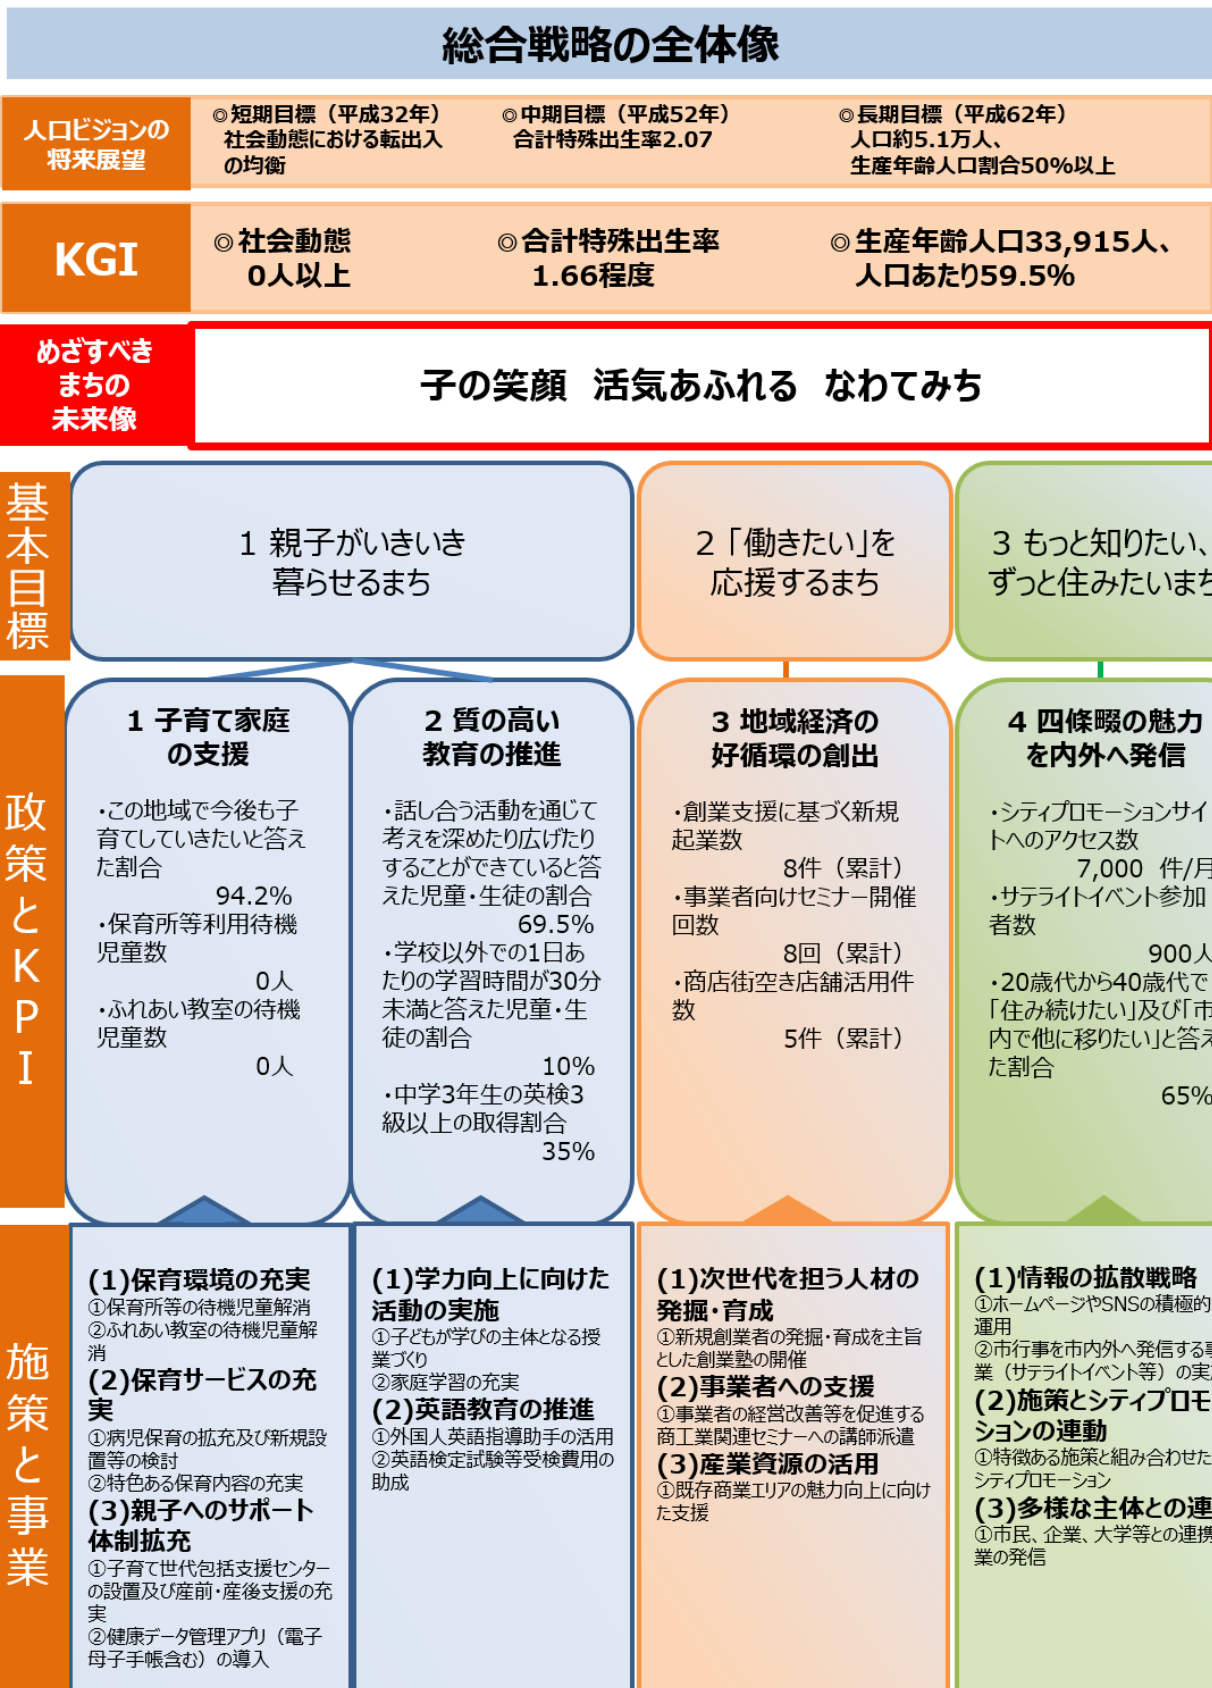 総合戦略の全体像
人口ビジョンの
将来展望
◎短期目標（平成32年）
社会動態における転出入
の均衡
◎中期目標（平成52年）
合計特殊出生率2.07
◎長期目標（平成62年）
人口約5.1万人、
生産年齢人口割合50%以上
KGI
◎社会動態
0人以上
◎合計特殊出生率
1.66程度
◎生産年齢人口33,915人、
人口あたり59.5%
めざすべき
まちの
未来像
子の笑顔 活気あふれる なわてみち
基本目標
1 親子がいきいき
暮らせるまち
2「働きたい」を
応援するまち
3 もっと知りたい、
ずっと住みたいまち
政策とKPI
1 子育て家庭
の支援
・この地域で今後も子
育てしていきたいと答え
た割合
94.2%
・保育所等利用待機
児童数
0人
・ふれあい教室の待機
児童数
0人
2 質の高い
教育の推進
・話し合う活動を通じて
考えを深めたり広げたり
することができていると答
えた児童・生徒の割合
69.5%
・学校以外での1日あ
たりの学習時間が30分
未満と答えた児童・生
徒の割合
10%
・中学3年生の英検3
級以上の取得割合
35%
3 地域経済の
好循環の創出
・創業支援に基づく新規
起業数
8件（累計）
・事業者向けセミナー開催
回数
8回（累計）
・商店街空き店舗活用件
数
5件（累計）
4 四條畷の魅力
を内外へ発信
・シティプロモーションサイ
トへのアクセス数
7,000 件/月
・サテライトイベント参加
者数
900人
・20歳代から40歳代で
「住み続けたい」及び「市
内で他に移りたい」と答え
た割合
65%
施策と事業
(1)保育環境の充実
①保育所等の待機児童解消
②ふれあい教室の待機児童解
消
(2)保育サービスの充
実
①病児保育の拡充及び新規設
置等の検討
②特色ある保育内容の充実
(3)親子へのサポート
体制拡充
①子育て世代包括支援センター
の設置及び産前・産後支援の充
実
②健康データ管理アプリ（電子
母子手帳含む）の導入
(1)学力向上に向けた
活動の実施
①子どもが学びの主体となる授
業づくり
②家庭学習の充実
(2)英語教育の推進
①外国人英語指導助手の活用
②英語検定試験等受検費用の
助成
(1)次世代を担う人材の
発掘・育成
①新規創業者の発掘・育成を主旨
とした創業塾の開催
(2)事業者への支援
①事業者の経営改善等を促進する
商工業関連セミナーへの講師派遣
(3)産業資源の活用
①既存商業エリアの魅力向上に向け
た支援
(1)情報の拡散戦略
①ホームページやSNSの積極的
運用
②市行事を市内外へ発信する事
業（サテライトイベント等）の実
(2)施策とシティプロモ
ションの連動
①特徴ある施策と組み合わせた
シティプロモーション
(3)多様な主体との連
①市民、企業、大学等との連携
業の発信